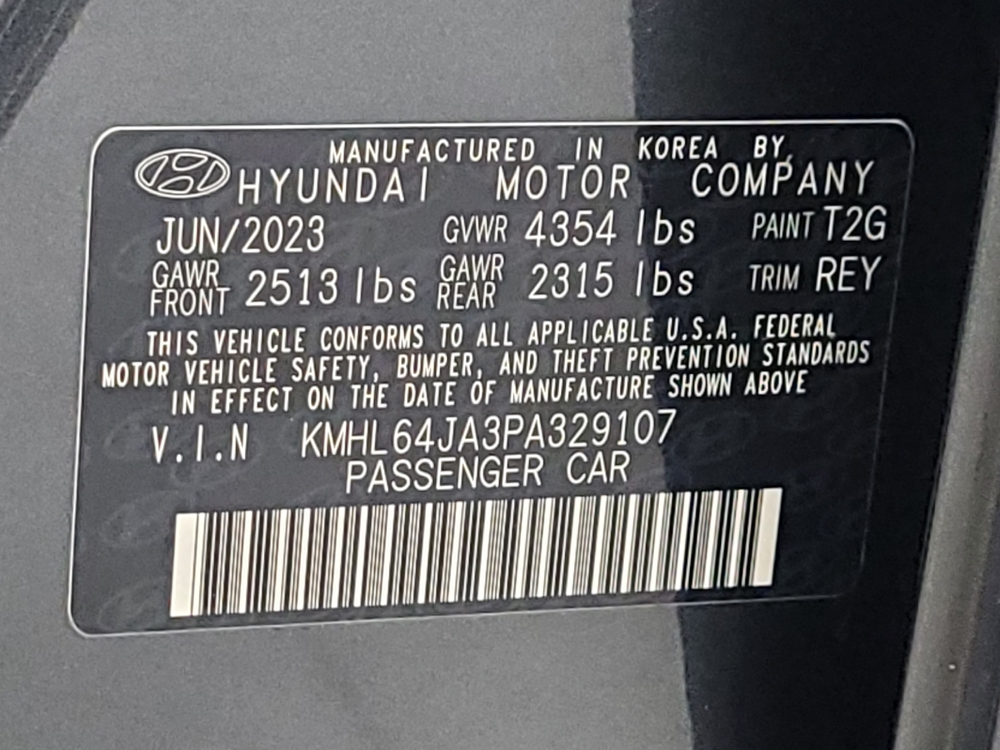 MANUFACTURED IN KOREA BY
HYUNDAI MOTOR COMPANY
JUN/2023 GVWR 4354 lbs PAINT T2G
GAWR FRONT 2513 lbs GAWR REAR 2315 lbs TRIM REY
THIS VEHICLE CONFORMS TO ALL APPLICABLE U.S.A. FEDERAL
MOTOR VEHICLE SAFETY, BUMPER, AND THEFT PREVENTION STANDARDS
IN EFFECT ON THE DATE OF MANUFACTURE SHOWN ABOVE
V.I.N KMHL64JA3PA329107
PASSENGER CAR